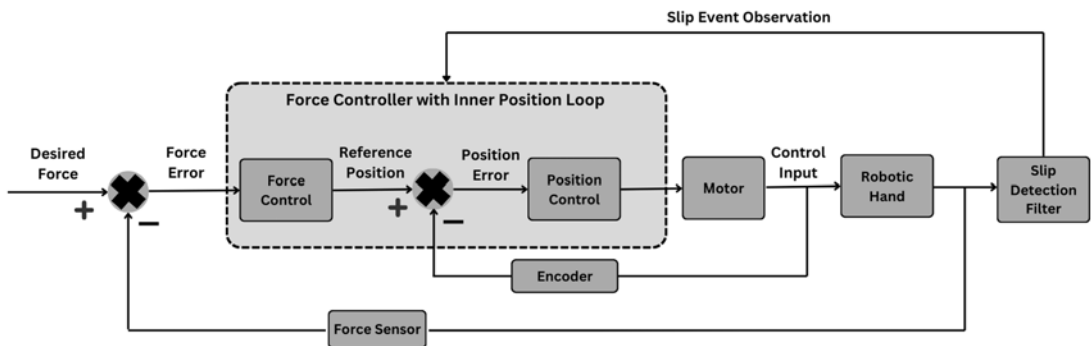 Slip Event Observation
Force Controller with Inner Position Loop
Desired
Force
Force
Error
Force
Control
Reference
Position
Position
Error
Position
Control
Motor
Control
Input
Robotic
Hand
Slip
Detection
Filter
+
−
+
−
Encoder
Force Sensor